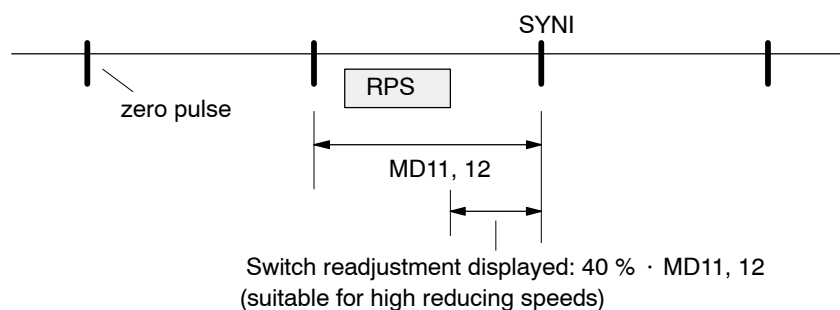 SYNI
RPS
zero pulse
MD11, 12
Switch readjustment displayed: 40 % · MD11, 12
(suitable for high reducing speeds)